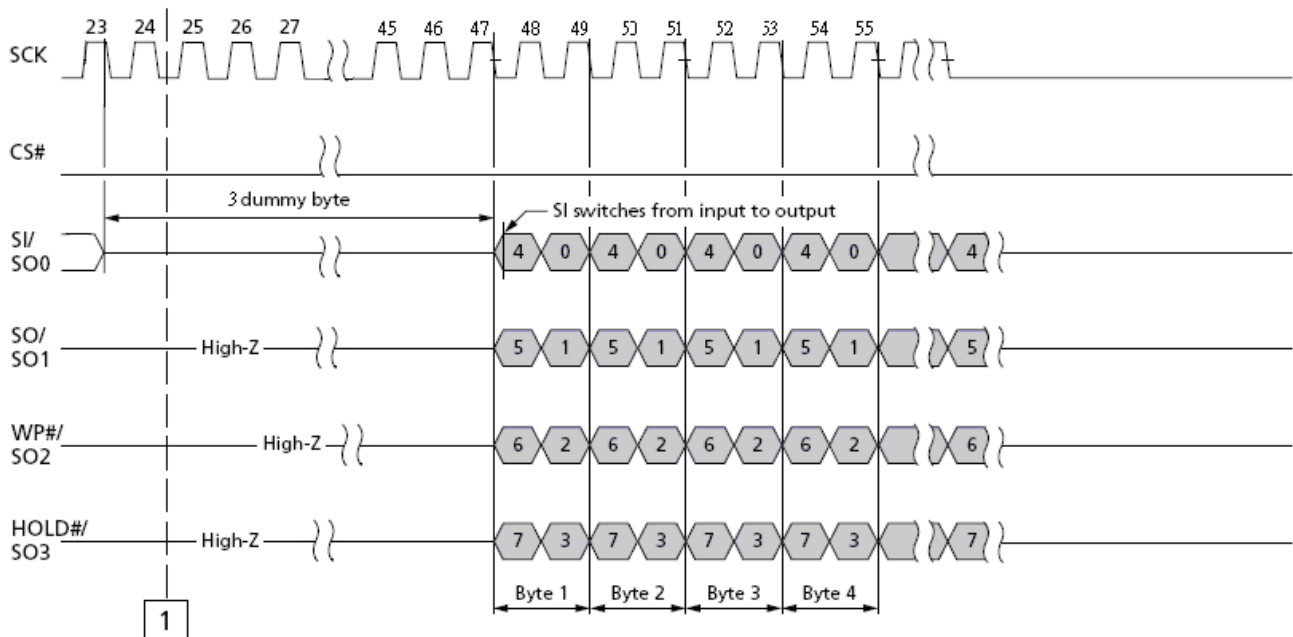 23 24 25 26 27 45 46 47 48 49 50 51 52 53 54 55
SCK
CS#
3 dummy byte
SI switches from input to output
SI/
SO0
4 0 4 0 4 0 4 0 4
SO/
SO1
High-Z
5 1 5 1 5 1 5 1 5
WP#/
SO2
High-Z
6 2 6 2 6 2 6 2 6
HOLD#/
SO3
High-Z
7 3 7 3 7 3 7 3 7
Byte 1 Byte 2 Byte 3 Byte 4
1